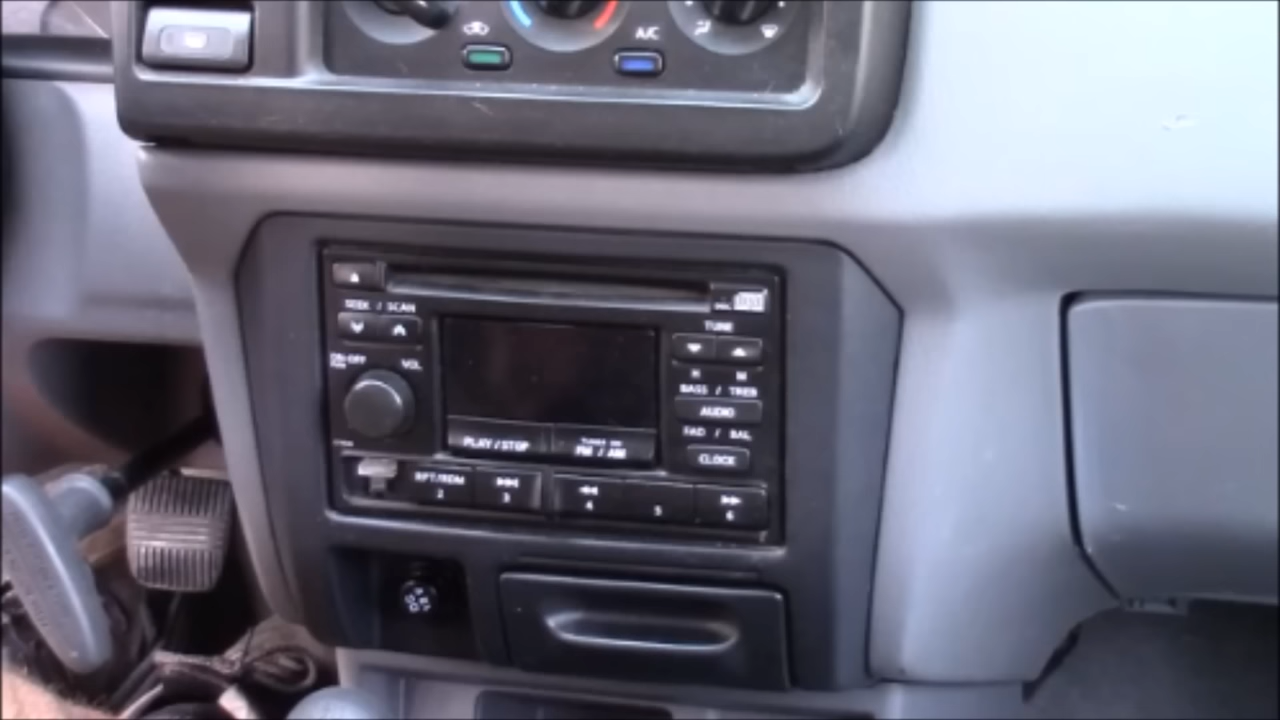 A/C
SEEK / SCAN
TUNE
ON·OFF VOL
H M
BASS / TREB
AUDIO
FAD / BAL
PLAY/STOP
FM / AM
CLOCK
RPT/RDM
2 3 4 5 6